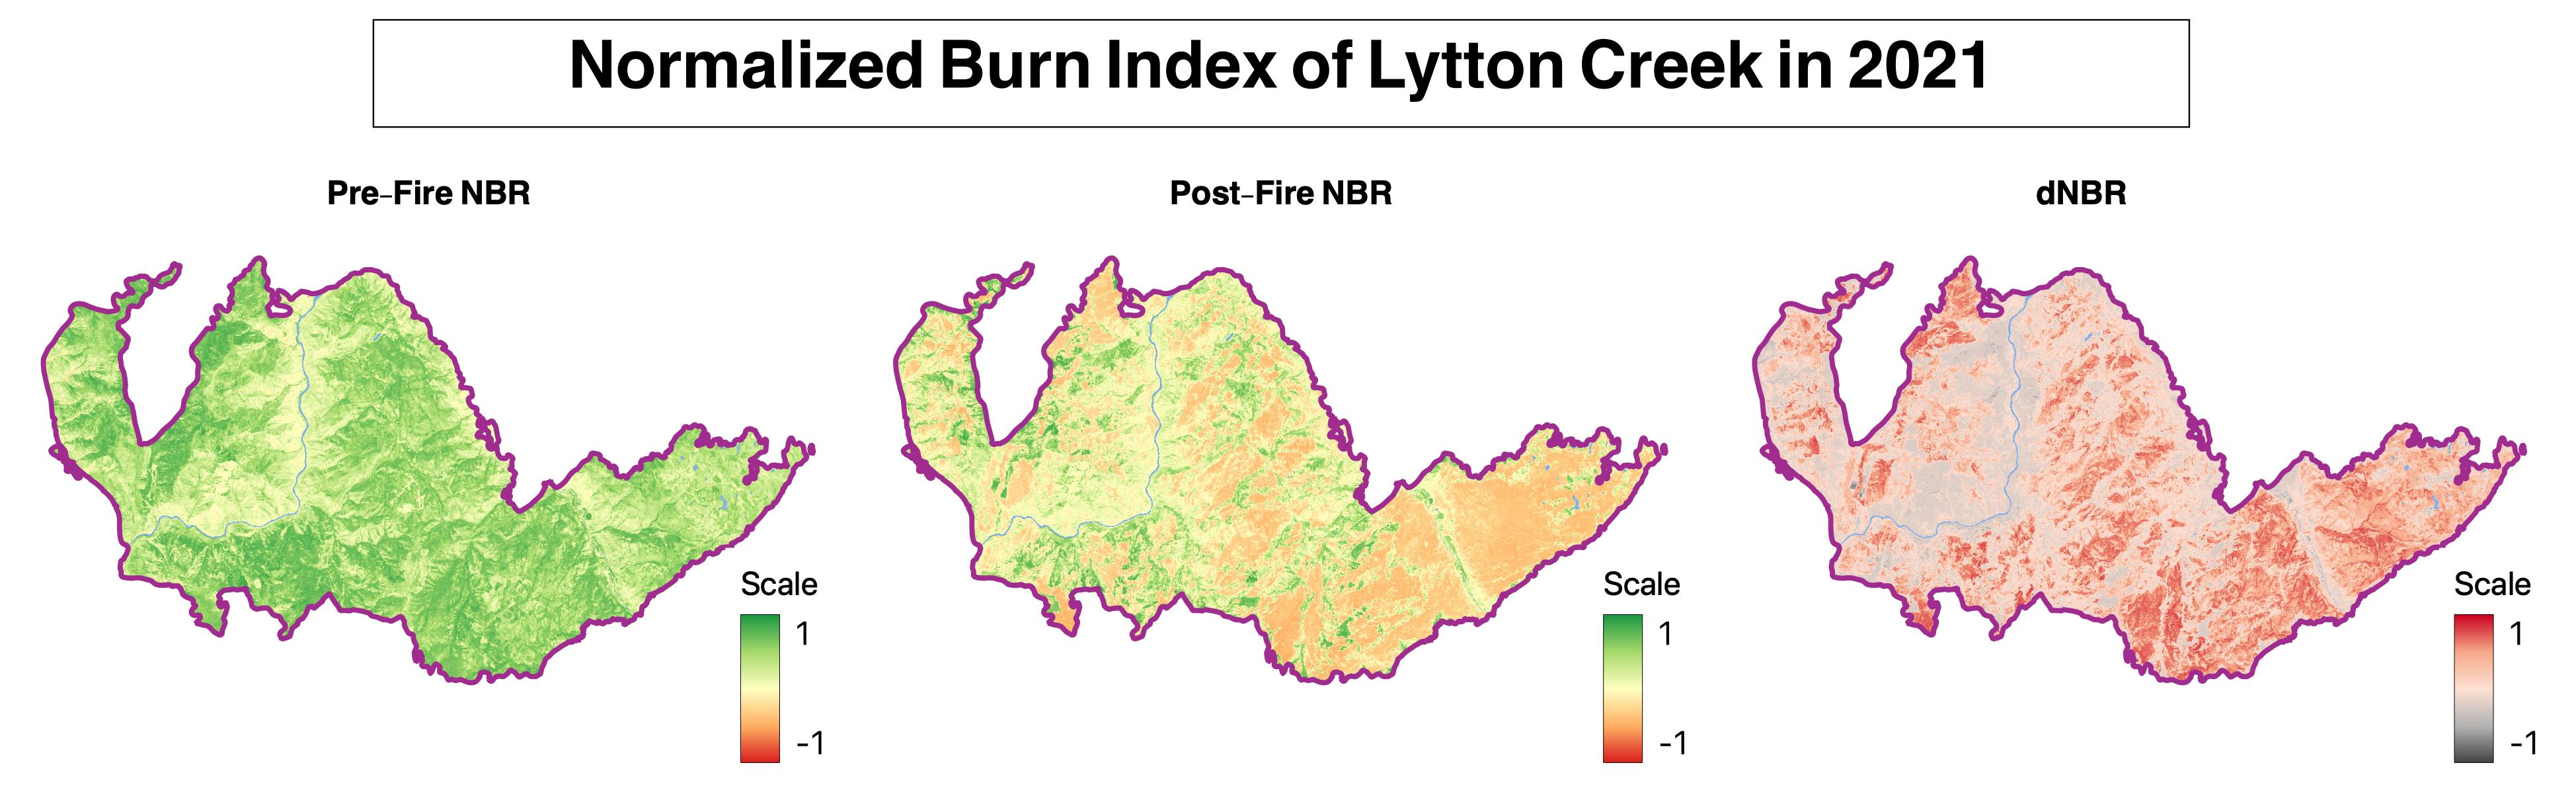 Normalized Burn Index of Lytton Creek in 2021
Pre-Fire NBR
Post-Fire NBR
dNBR
Scale
1
-1
Scale
1
-1
Scale
1
-1